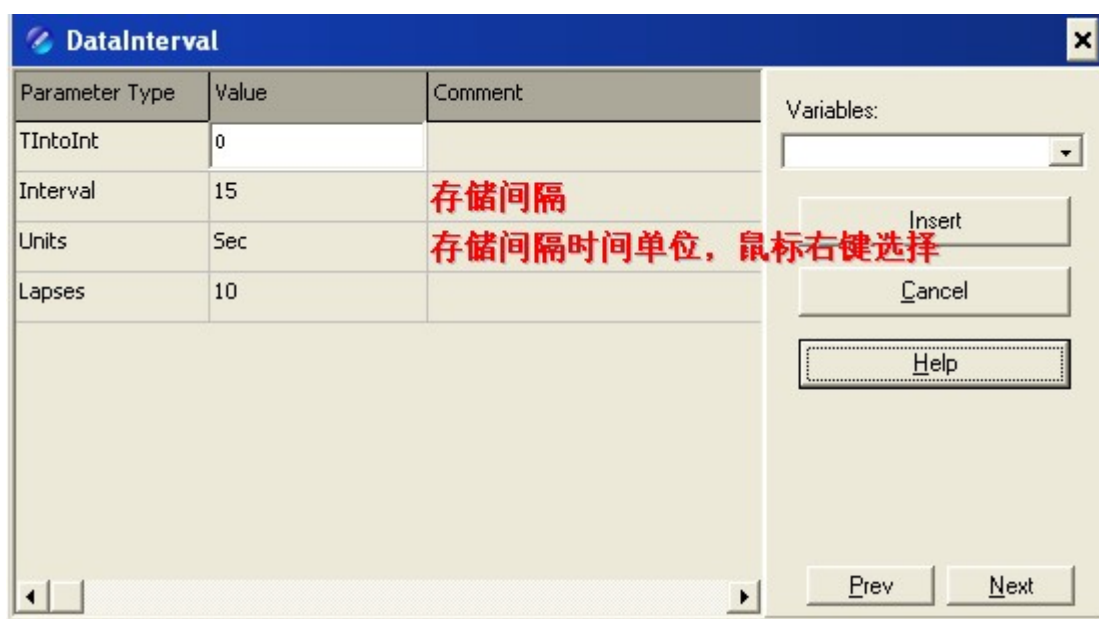 DataInterval
Parameter Type Value Comment
Variables:
TIntoInt 0
Interval 15 存储间隔
Insert
Units Sec 存储间隔时间单位，鼠标右键选择
Lapses 10
Cancel
Help
Prev Next